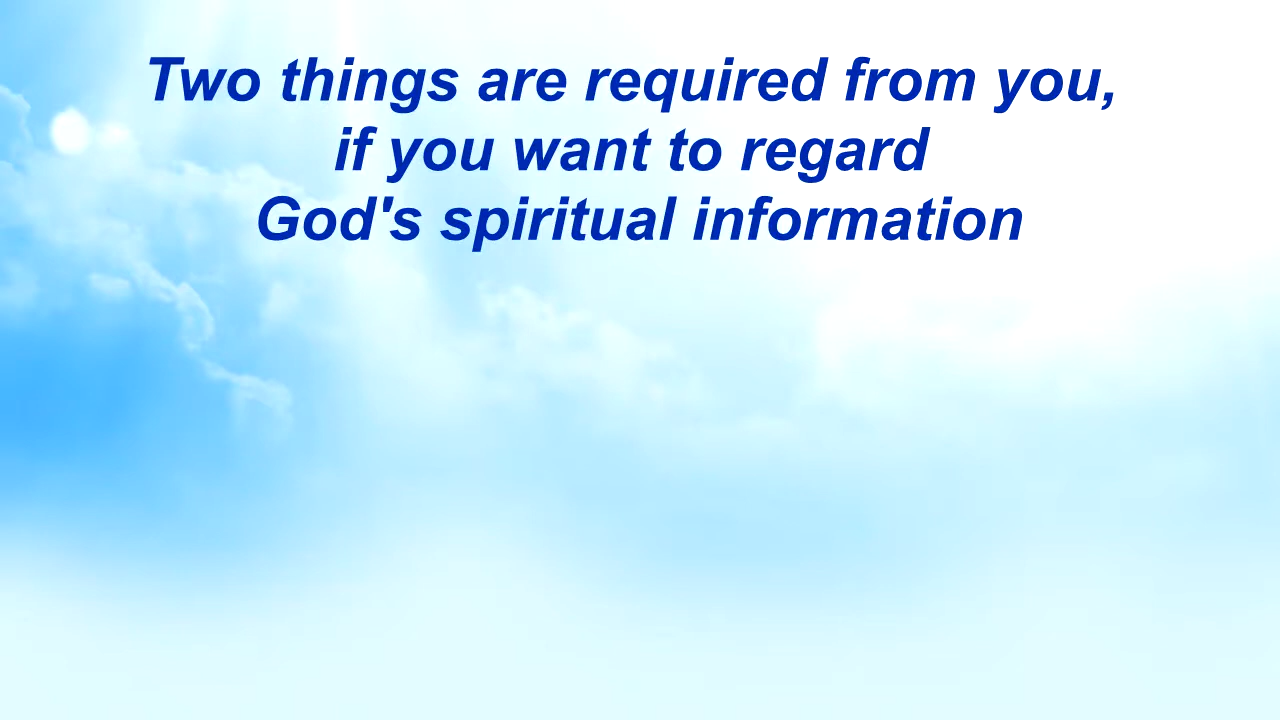 Two things are required from you,
if you want to regard
God's spiritual information